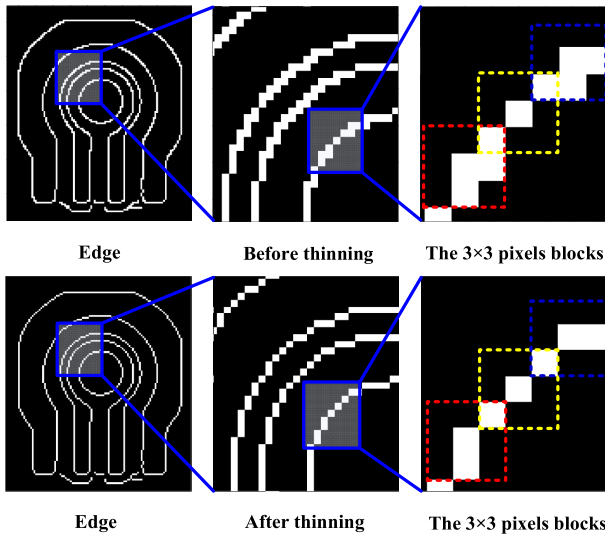 Edge
Before thinning
The 3×3 pixels blocks
Edge
After thinning
The 3×3 pixels blocks